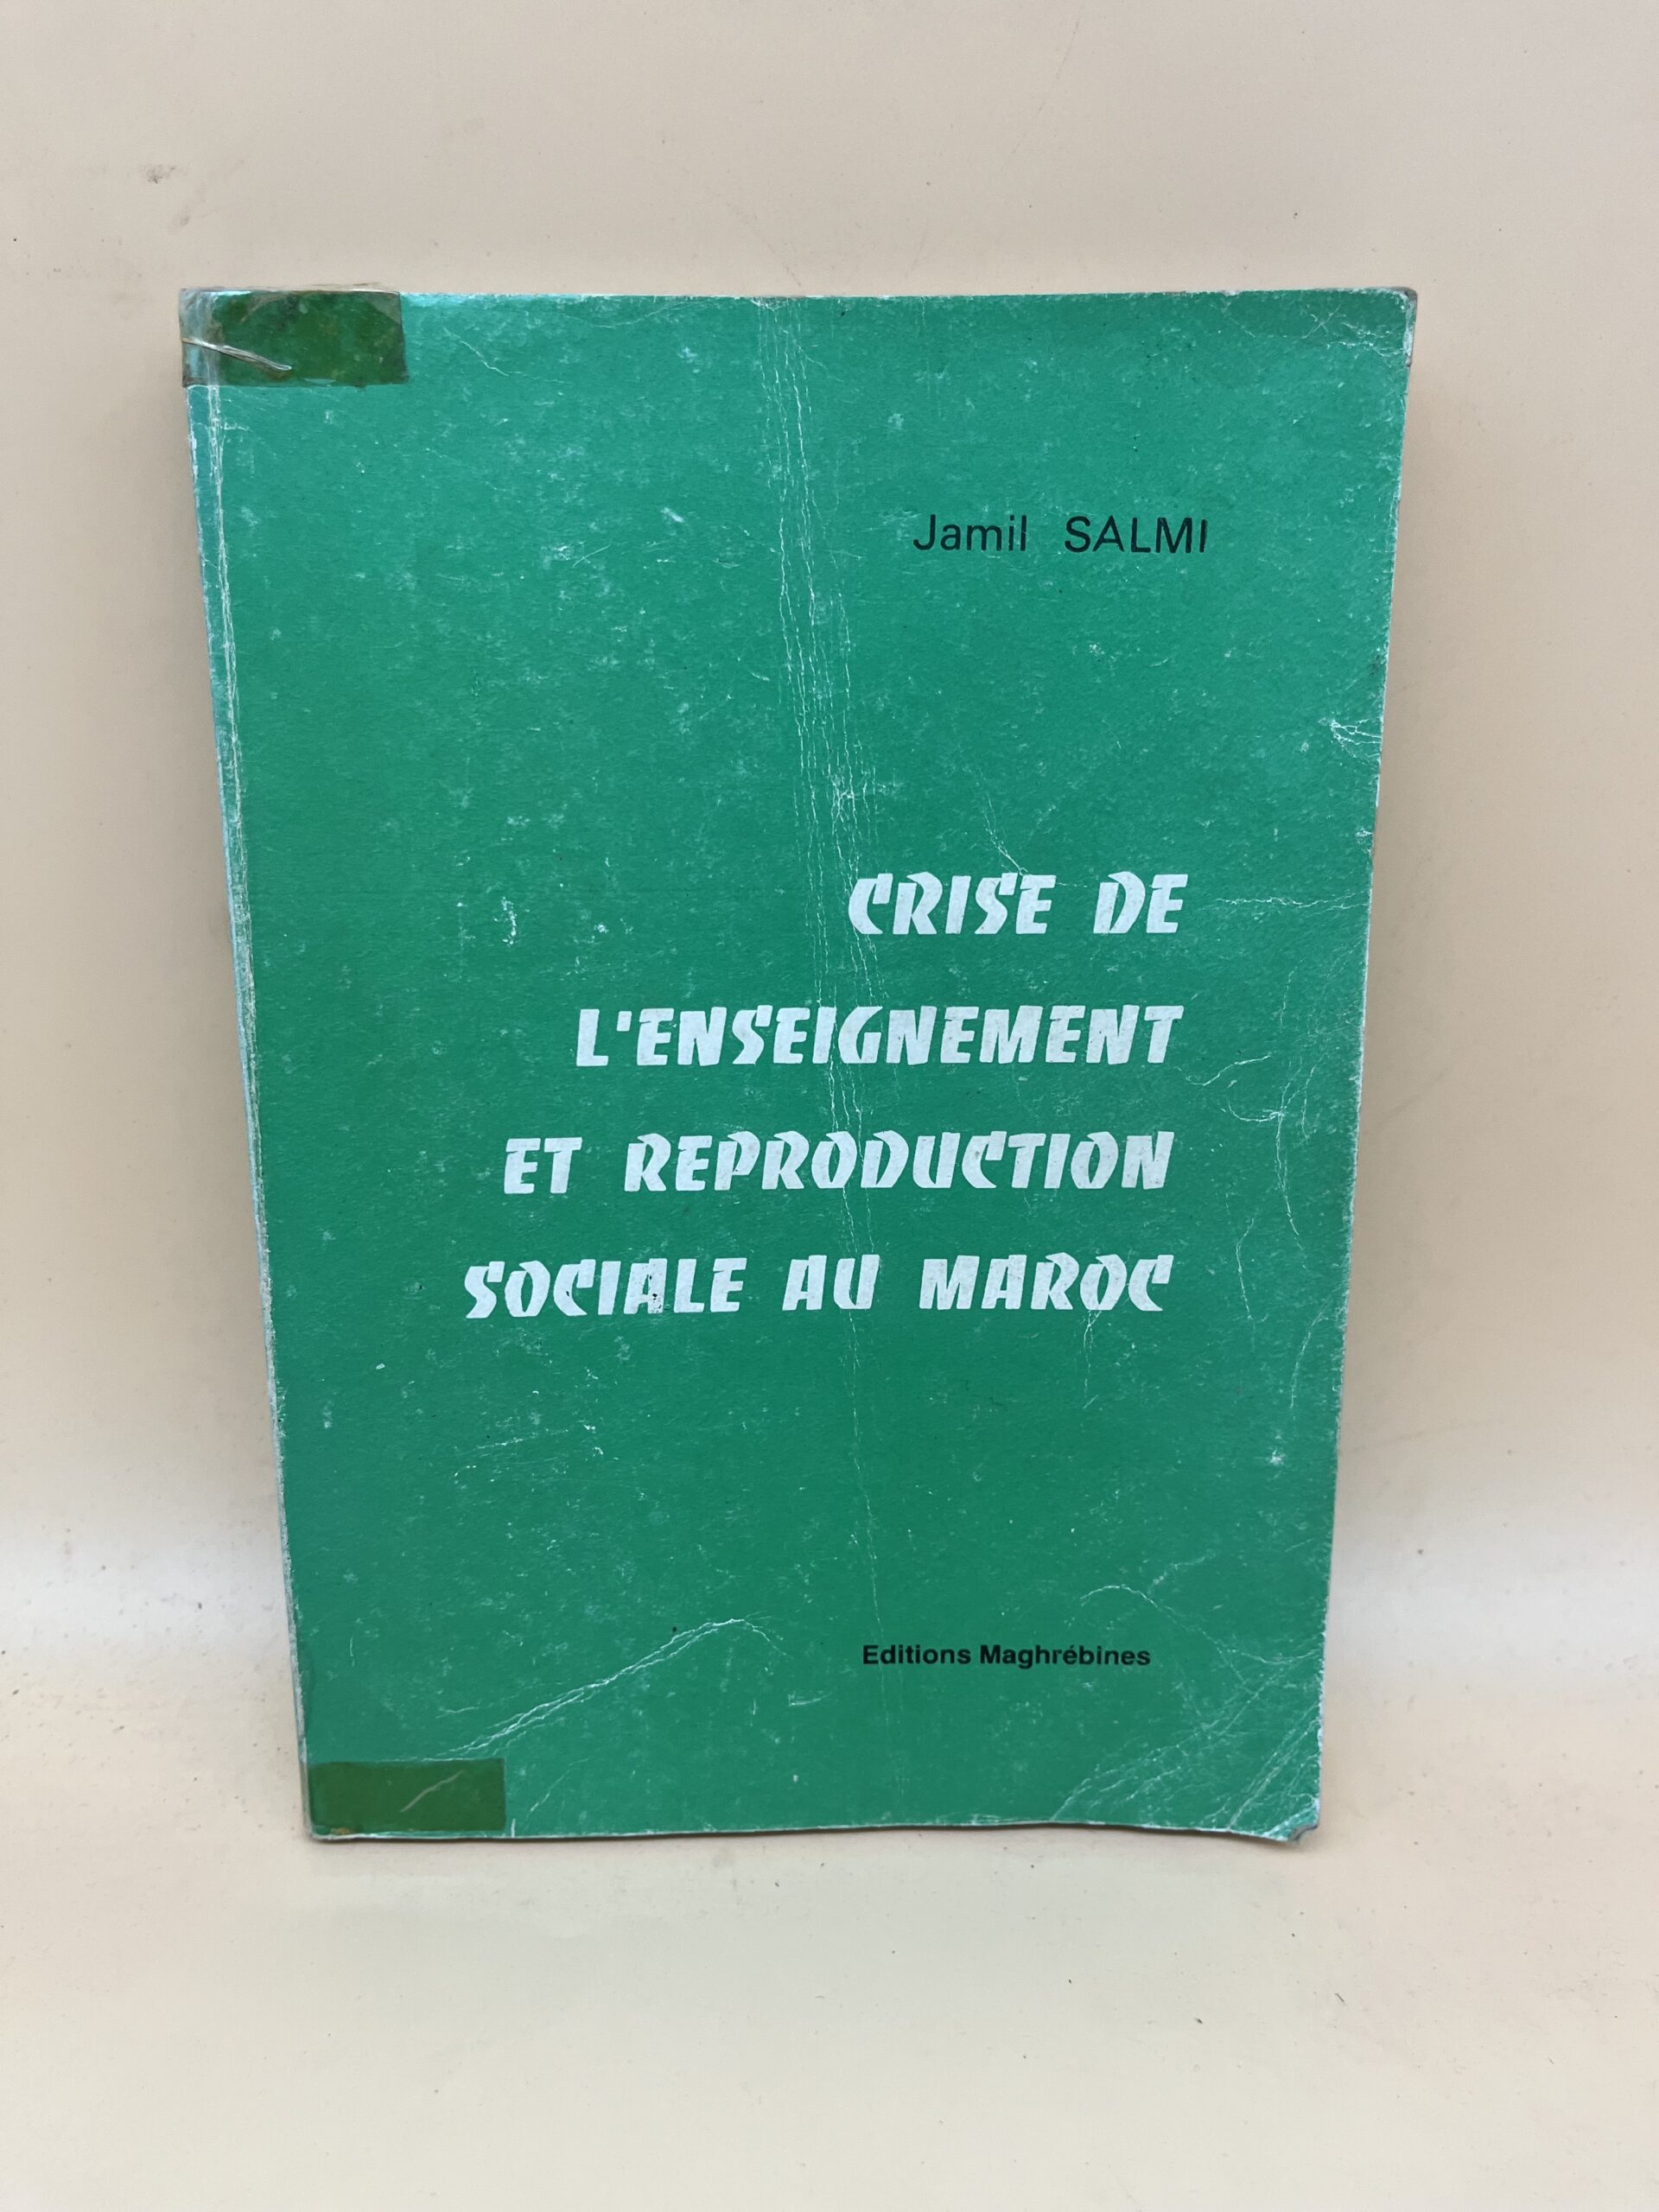 Jamil SALMI
CRISE DE
L'ENSEIGNEMENT
ET REPRODUCTION
SOCIALE AU MAROC
Editions Maghrébines